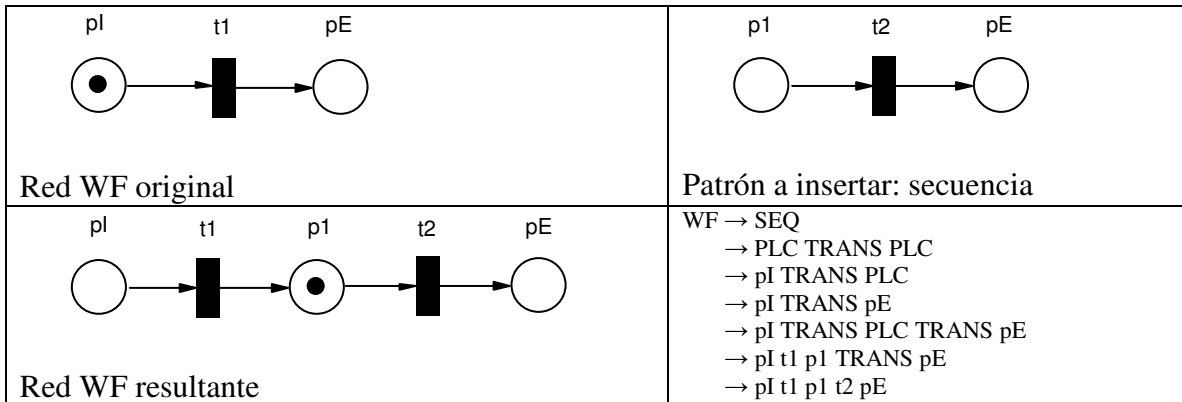 pI t1 pE
Red WF original
p1 t2 pE
Patrón a insertar: secuencia
pI t1 p1 t2 pE
Red WF resultante
WF → SEQ
→ PLC TRANS PLC
→ pI TRANS PLC
→ pI TRANS pE
→ pI TRANS PLC TRANS pE
→ pI t1 p1 TRANS pE
→ pI t1 p1 t2 pE